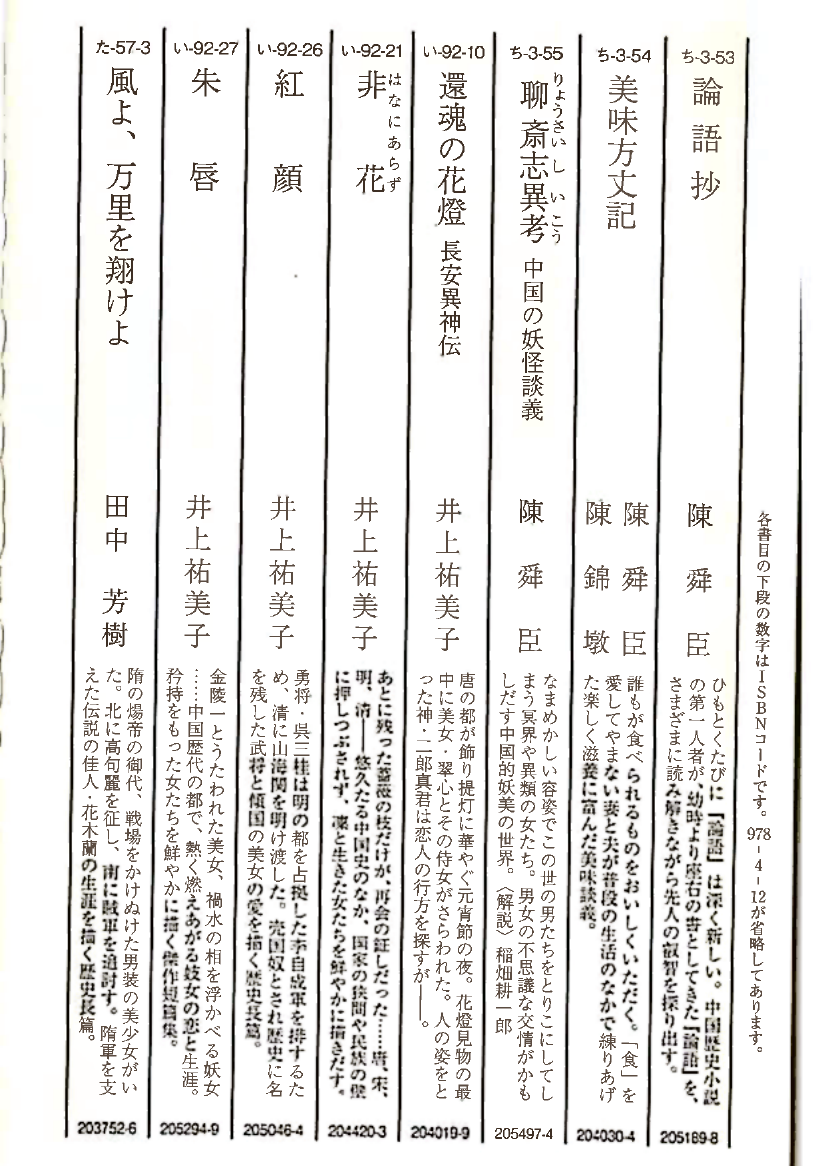 各書目の下段の数字はISBNコードです。978-4-12が省略してあります。
ち-3-53
論語抄
陳舜臣
ひもとくたびに『論語』は深く新しい。中国歴史小説
の第一人者が、幼時より座右の書としてきた『論語』を、
さまざまに読み解きながら先人の叡智を探り出す。
205189-8
ち-3-54
美味方丈記
陳舜臣
陳錦墩
誰もが食べられるものをおいしくいただく。「食」を
愛してやまない妻と夫が普段の生活のなかで練りあげ
た楽しく滋養に富んだ美味談義。
204030-4
ち-3-55
聊斎志異考 中国の妖怪談義
りょうさいしいこう
陳舜臣
なまめかしい容姿でこの世の男たちをとりこにしてし
まう冥界や異類の女たち。男女の不思議な交情がかも
しだす中国的妖美の世界。〈解説〉稲畑耕一郎
205497-4
い-92-10
還魂の花燈 長安異神伝
井上祐美子
唐の都が飾り提灯に華やぐ元宵節の夜。花燈見物の最
中に美女・翠心とその侍女がさらわれた。人の姿をと
った神・二郎真君は恋人の行方を探すが――。
204019-9
い-92-21
非花
はなにあらず
井上祐美子
あとに残った薔薇の枝だけが、再会の証しだった……唐、宋、
明、清――悠久たる中国史のなか、国家の狭間や民族の壁
に押しつぶされず、凜と生きた女たちを鮮やかに描きだす。
204420-3
い-92-26
紅顔
井上祐美子
勇将・呉三桂は明の都を占拠した李自成軍を排するた
め、清に山海関を明け渡した。売国奴とされ歴史に名
を残した武将と傾国の美女の愛を描く歴史長篇。
205046-4
い-92-27
朱唇
井上祐美子
金陵一とうたわれた美女、禍水の相を浮かべる妖女
……中国歴代の都で、熱く燃えあがる妓女の恋と生涯。
矜持をもった女たちを鮮やかに描く傑作短篇集。
205294-9
た-57-3
風よ、万里を翔けよ
田中芳樹
隋の煬帝の御代、戦場をかけぬけた男装の美少女がい
た。北に高句麗を征し、南に賊軍を追討す。隋軍を支
えた伝説の佳人・花木蘭の生涯を描く歴史長篇。
203752-6